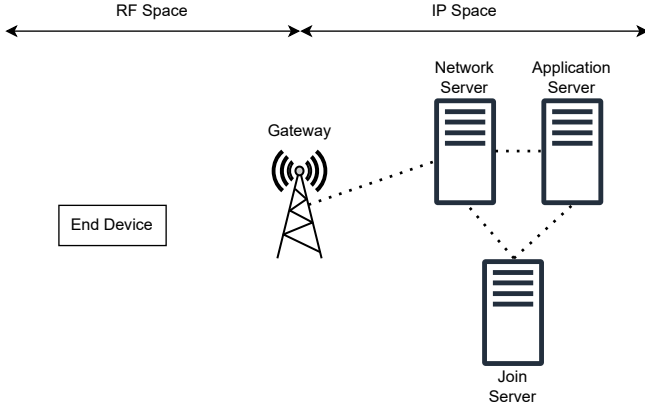 RF Space
IP Space
Network
Server
Application
Server
Gateway
End Device
Join
Server